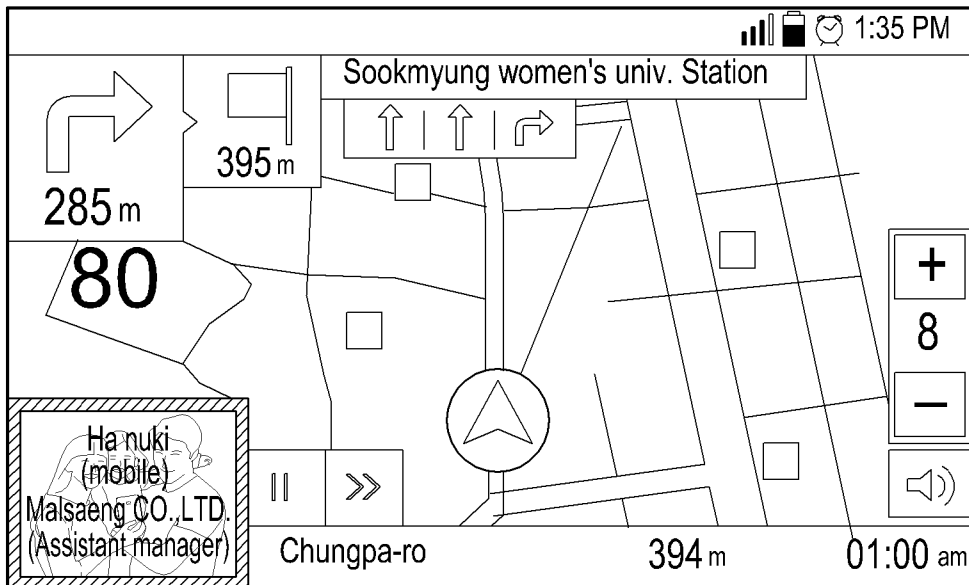 1:35 PM
Sookmyung women's univ. Station
285 m
395 m
80
+
8
−
Ha nuki
(mobile)
Malsaeng CO.,LTD.
(Assistant manager)
Chungpa-ro
394 m
01:00 am